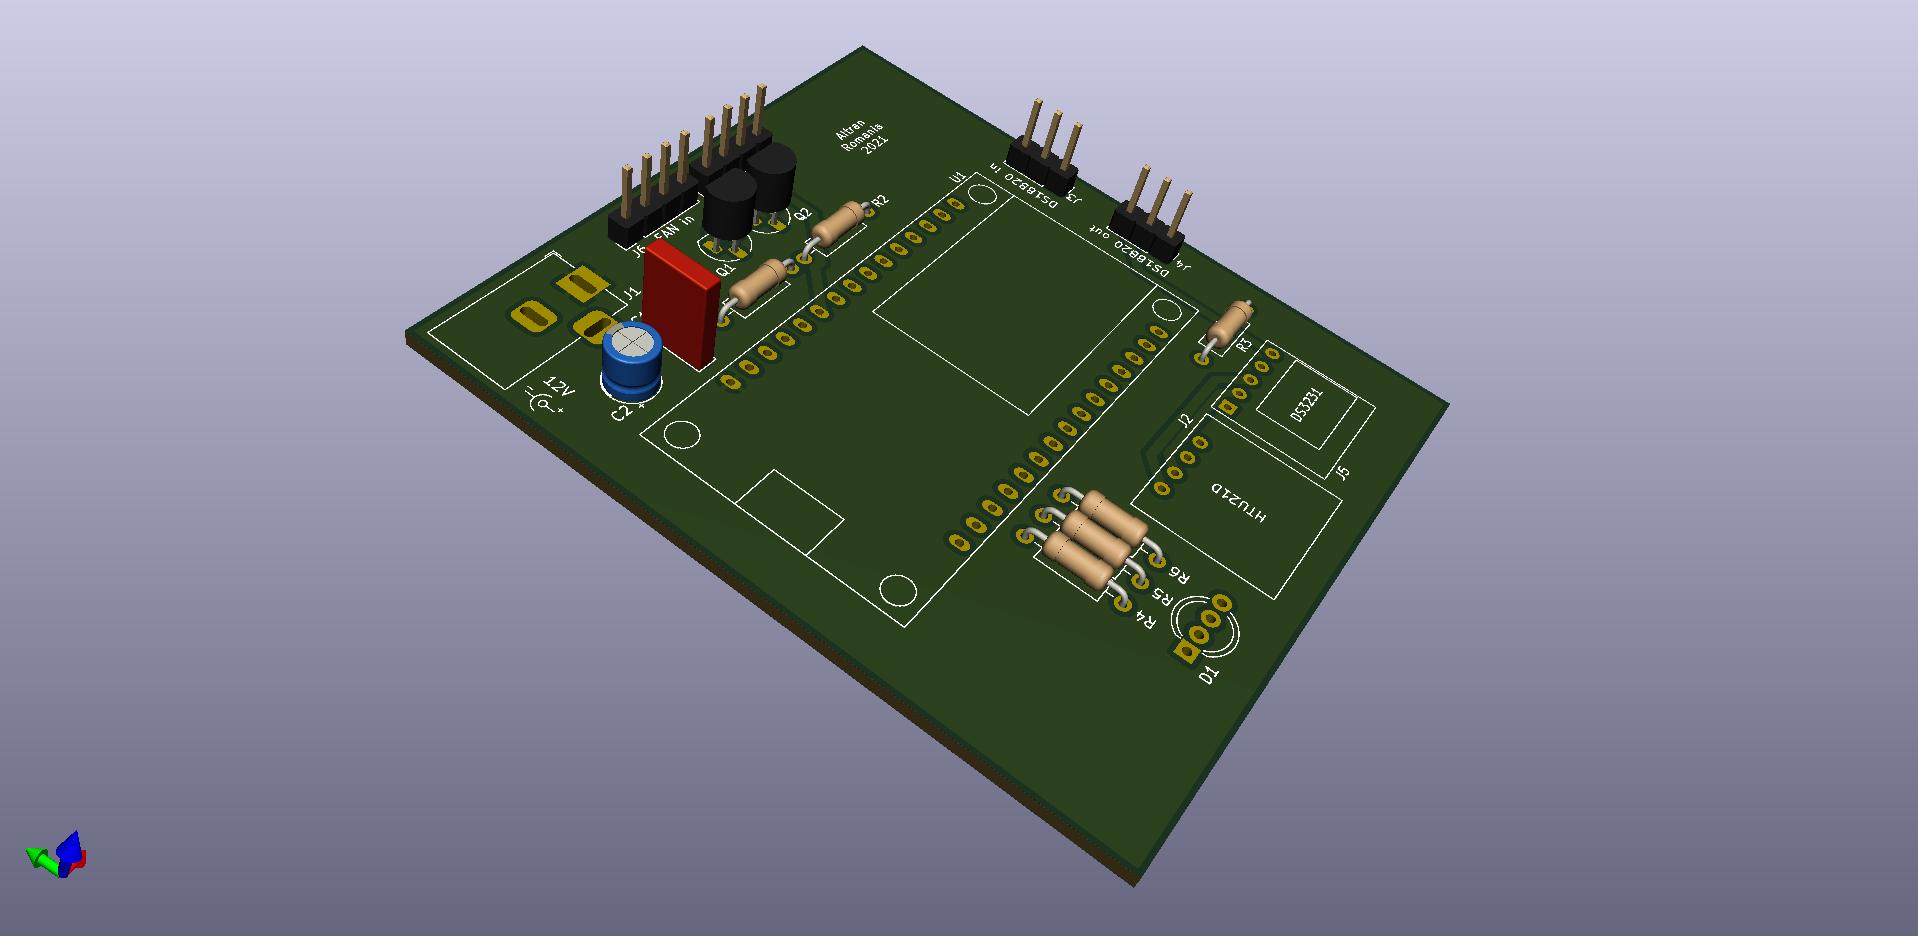 Altran
Romania
2021
U1
DS18B20 in
J3
DS18B20 out
J4
R2
Q2
Q1
J6
FAN in
J1
12V
C2
+
R3
J2
DS3231
J5
HTU21D
R6
R5
R4
D1